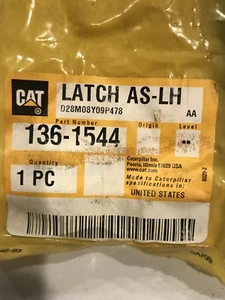 CAT
LATCH AS-LH
D28M08Y09P478
AA
Part Number
Origin
Level
136-1544
Quantity
Caterpillar Inc.
Peoria, Illinois 61629 USA
www.cat.com
1 PC
Made to Caterpillar
specifications in:
UNITED STATES